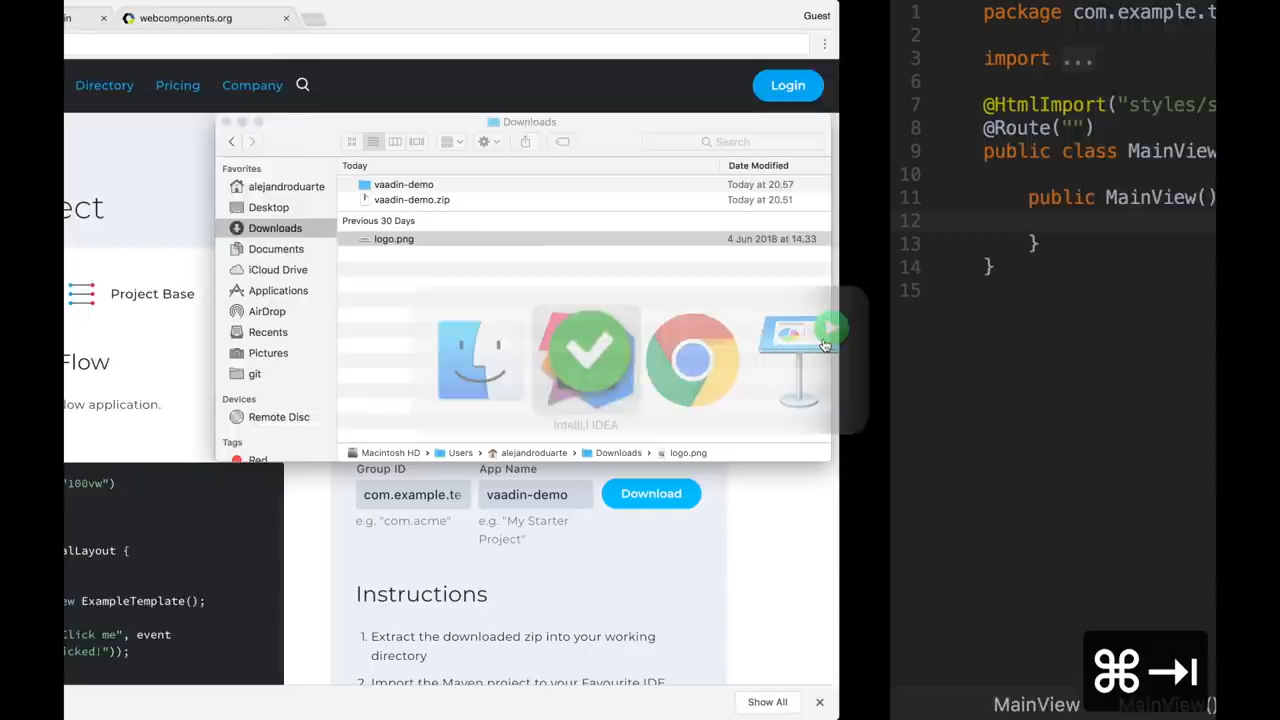 in
webcomponents.org
Guest
Directory
Pricing
Company
Login
ect
Project Base
Flow
low application.
"100vw")
alLayout {
ew ExampleTemplate();
Click me", event
icked!"));
Downloads
Search
Favorites
alejandroduarte
Desktop
Downloads
Documents
iCloud Drive
Applications
AirDrop
Recents
Pictures
git
Devices
Remote Disc
Tags
Red
Today
Date Modified
vaadin-demo
Today at 20.57
vaadin-demo.zip
Today at 20.51
Previous 30 Days
logo.png
4 Jun 2018 at 14.33
IntelliJ IDEA
Macintosh HD › Users › alejandroduarte › Downloads › logo.png
Group ID
App Name
com.example.te
vaadin-demo
Download
e.g. "com.acme"
e.g. "My Starter
Project"
Instructions
1. Extract the downloaded zip into your working
directory
2. Import the Maven project to your Favourite IDE
Show All
1 package com.example.t
2
3 import ...
6
7 @HtmlImport("styles/s
8 @Route("")
9 public class MainView
10
11 public MainView()
12
13 }
14 }
15
MainView
MainView()
⌘⇥